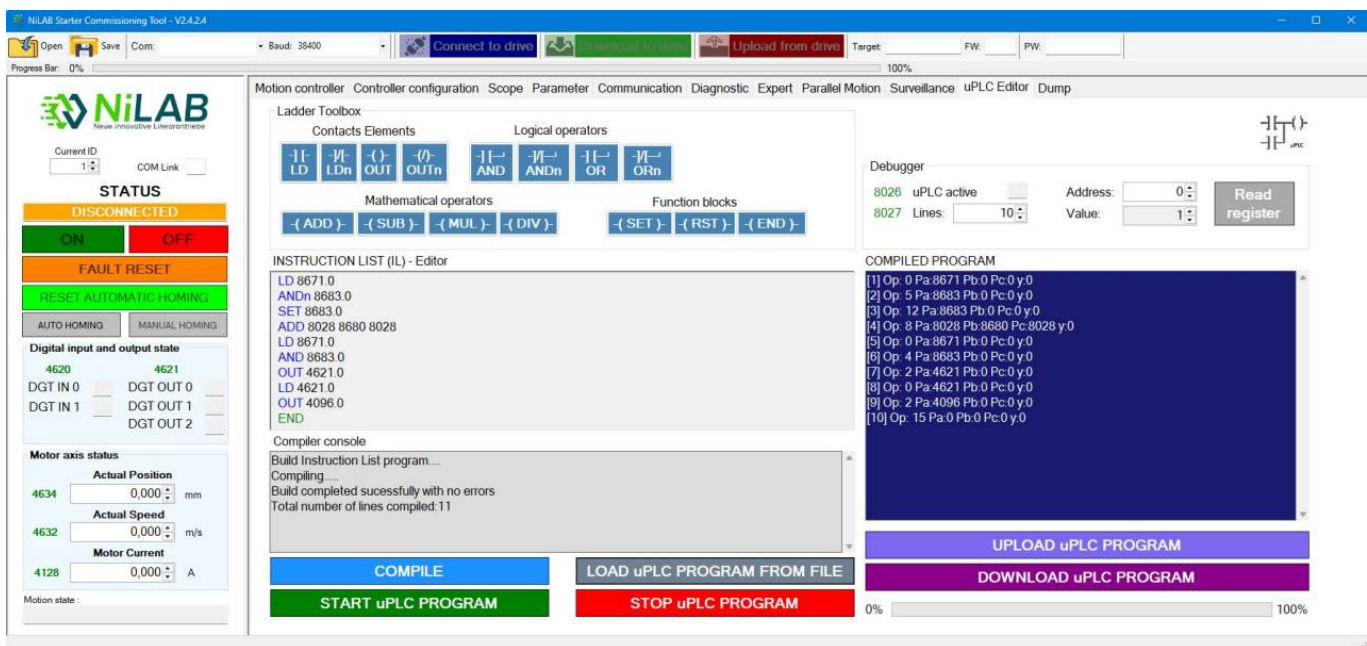 NiLAB Starter Commissioning Tool - V2.4.2.4
Open Save Com: Baud: 38400 Connect to drive Download to drive Upload from drive Target: FW: PW:
Progress Bar: 0% 100%
NiLAB
Neue innovative Linearantriebe
Current ID
1 COM Link
STATUS
DISCONNECTED
ON OFF
FAULT RESET
RESET AUTOMATIC HOMING
AUTO HOMING MANUAL HOMING
Digital input and output state
4620 4621
DGT IN 0 DGT OUT 0
DGT IN 1 DGT OUT 1
DGT OUT 2
Motor axis status
Actual Position
4634 0,000 mm
Actual Speed
4632 0,000 m/s
Motor Current
4128 0,000 A
Motion state :
Motion controller Controller configuration Scope Parameter Communication Diagnostic Expert Parallel Motion Surveillance uPLC Editor Dump
Ladder Toolbox
Contacts Elements Logical operators
-] [- -]/[- -( )- -(/)- -] [- -]/[- -] [- -]/[-
LD LDn OUT OUTn AND ANDn OR ORn
Mathematical operators Function blocks
-( ADD )- -( SUB )- -( MUL )- -( DIV )- -( SET )- -( RST )- -( END )-
uPLC
Debugger
8026 uPLC active Address: 0 Read register
8027 Lines: 10 Value: 1
INSTRUCTION LIST (IL) - Editor
LD 8671.0
ANDn 8683.0
SET 8683.0
ADD 8028 8680 8028
LD 8671.0
AND 8683.0
OUT 4621.0
LD 4621.0
OUT 4096.0
END
Compiler console
Build Instruction List program....
Compiling.....
Build completed sucessfully with no errors
Total number of lines compiled:11
COMPILE LOAD uPLC PROGRAM FROM FILE
START uPLC PROGRAM STOP uPLC PROGRAM
COMPILED PROGRAM
[1] Op: 0 Pa:8671 Pb:0 Pc:0 y:0
[2] Op: 5 Pa:8683 Pb:0 Pc:0 y:0
[3] Op: 12 Pa:8683 Pb:0 Pc:0 y:0
[4] Op: 8 Pa:8028 Pb:8680 Pc:8028 y:0
[5] Op: 0 Pa:8671 Pb:0 Pc:0 y:0
[6] Op: 4 Pa:8683 Pb:0 Pc:0 y:0
[7] Op: 2 Pa:4621 Pb:0 Pc:0 y:0
[8] Op: 0 Pa:4621 Pb:0 Pc:0 y:0
[9] Op: 2 Pa:4096 Pb:0 Pc:0 y:0
[10] Op: 15 Pa:0 Pb:0 Pc:0 y:0
UPLOAD uPLC PROGRAM
DOWNLOAD uPLC PROGRAM
0% 100%